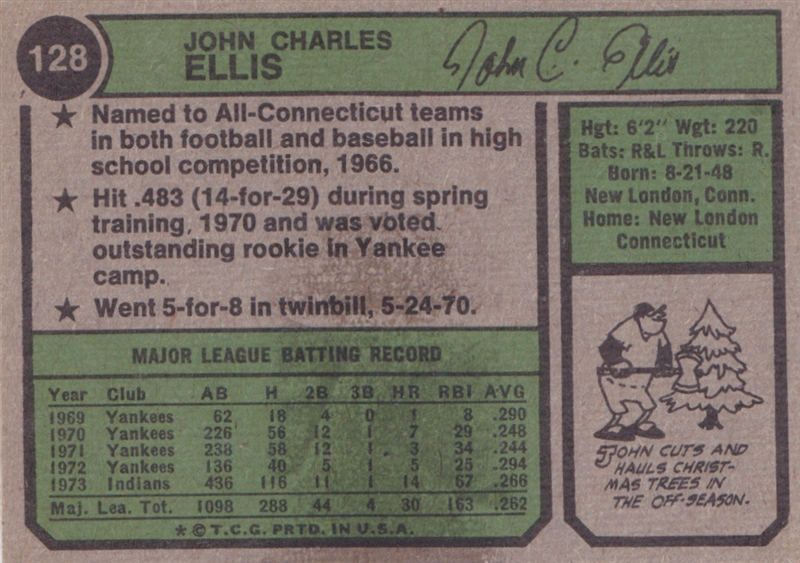 128
JOHN CHARLES
ELLIS
John C. Ellis
★ Named to All-Connecticut teams
in both football and baseball in high
school competition, 1966.
★ Hit .483 (14-for-29) during spring
training, 1970 and was voted
outstanding rookie in Yankee
camp.
★ Went 5-for-8 in twinbill, 5-24-70.
Hgt: 6'2" Wgt: 220
Bats: R&L Throws: R.
Born: 8-21-48
New London, Conn.
Home: New London
Connecticut
MAJOR LEAGUE BATTING RECORD
Year Club AB H 2B 3B HR RBI AVG
1969 Yankees 62 18 4 0 1 8 .290
1970 Yankees 226 56 12 1 7 29 .248
1971 Yankees 238 58 12 1 3 34 .244
1972 Yankees 136 40 5 1 5 25 .294
1973 Indians 436 116 11 1 14 67 .266
Maj. Lea. Tot. 1098 288 44 4 30 163 .262
* © T.C.G. PRTD. IN U.S.A.
JOHN CUTS AND
HAULS CHRIST-
MAS TREES IN
THE OFF-SEASON.